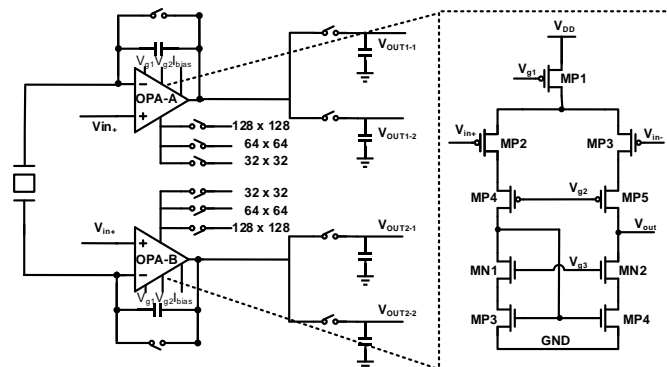 V_g1 V_g2 I_bias
OPA-A
Vin+
128 x 128
64 x 64
32 x 32
V_OUT1-1
V_OUT1-2
32 x 32
64 x 64
128 x 128
V_in+
OPA-B
V_g1 V_g2 I_bias
V_OUT2-1
V_OUT2-2
V_DD
V_g1
MP1
V_in+
MP2
MP3
V_in-
MP4
V_g2
MP5
V_out
MN1
V_g3
MN2
MP3
MP4
GND